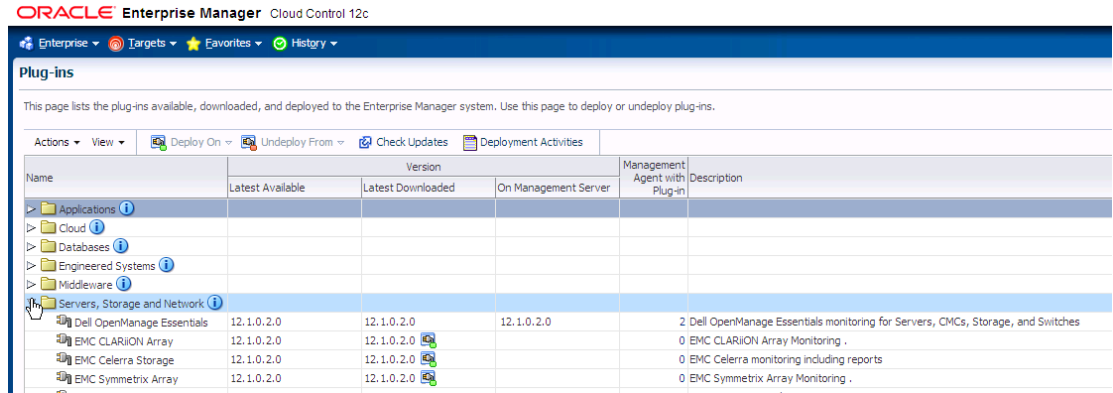 ORACLE Enterprise Manager Cloud Control 12c
Enterprise Targets Favorites History
Plug-ins
This page lists the plug-ins available, downloaded, and deployed to the Enterprise Manager system. Use this page to deploy or undeploy plug-ins.
Actions View Deploy On Undeploy From Check Updates Deployment Activities
Name Version Management Agent with Plug-in Description
Latest Available Latest Downloaded On Management Server
Applications
Cloud
Databases
Engineered Systems
Middleware
Servers, Storage and Network
Dell OpenManage Essentials 12.1.0.2.0 12.1.0.2.0 12.1.0.2.0 2 Dell OpenManage Essentials monitoring for Servers, CMCs, Storage, and Switches
EMC CLARiiON Array 12.1.0.2.0 12.1.0.2.0 0 EMC CLARiiON Array Monitoring .
EMC Celerra Storage 12.1.0.2.0 12.1.0.2.0 0 EMC Celerra monitoring including reports
EMC Symmetrix Array 12.1.0.2.0 12.1.0.2.0 0 EMC Symmetrix Array Monitoring .